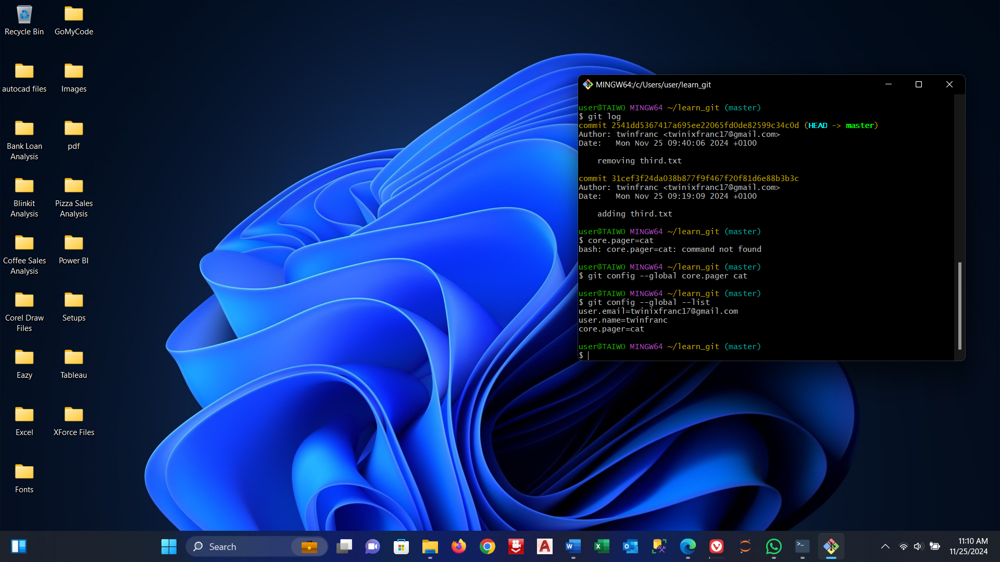 Recycle Bin
GoMyCode
autocad files
Images
Bank Loan
Analysis
pdf
Blinkit
Analysis
Pizza Sales
Analysis
Coffee Sales
Analysis
Power BI
Corel Draw
Files
Setups
Eazy
Tableau
Excel
XForce Files
Fonts
MINGW64:/c/Users/user/learn_git
user@TAIWO MINGW64 ~/learn_git (master)
$ git log
commit 2541dd5367417a695ee22065fd0de82599c34c0d (HEAD -> master)
Author: twinfranc <twinixfranc17@gmail.com>
Date:   Mon Nov 25 09:40:06 2024 +0100
removing third.txt
commit 31cef3f24da038b877f9f467f20f81d6e88b3b3c
Author: twinfranc <twinixfranc17@gmail.com>
Date:   Mon Nov 25 09:19:09 2024 +0100
adding third.txt
user@TAIWO MINGW64 ~/learn_git (master)
$ core.pager=cat
bash: core.pager=cat: command not found
user@TAIWO MINGW64 ~/learn_git (master)
$ git config --global core.pager cat
user@TAIWO MINGW64 ~/learn_git (master)
$ git config --global --list
user.email=twinixfranc17@gmail.com
user.name=twinfranc
core.pager=cat
user@TAIWO MINGW64 ~/learn_git (master)
$
Search
11:10 AM
11/25/2024